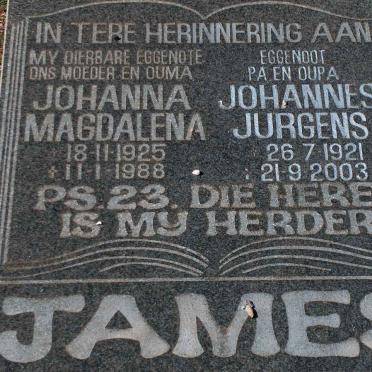 IN TERE HERINNERING AAN
MY DIERBARE EGGENOTE
ONS MOEDER EN OUMA
JOHANNA
MAGDALENA
* 18·11·1925
+ 11·1·1988
EGGENOOT
PA EN OUPA
JOHANNES
JURGENS
* 26·7·1921
+ 21·9·2003
PS.23. DIE HERE
IS MY HERDER
JAMES